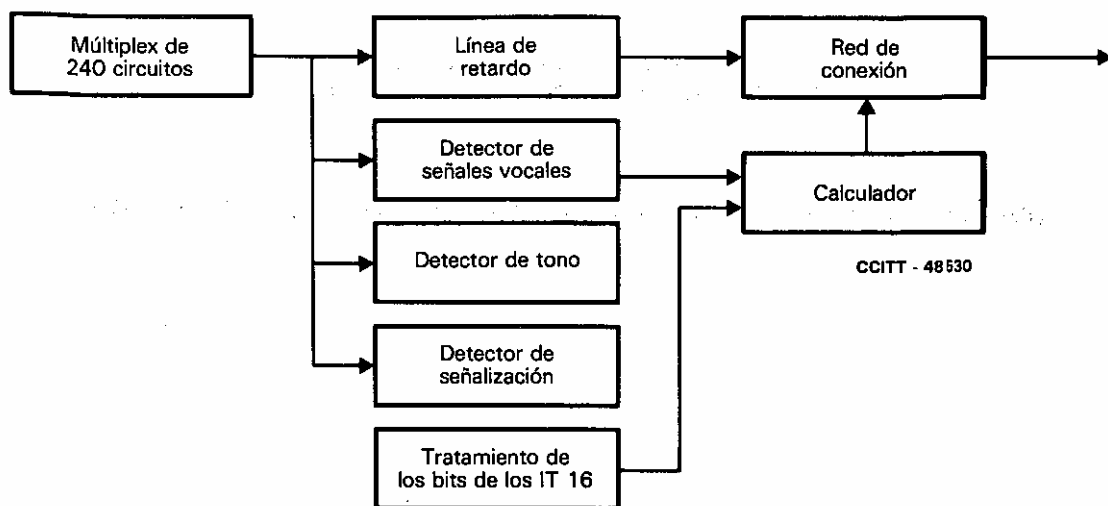 Múltiplex de
240 circuitos
Línea de
retardo
Red de
conexión
Detector de
señales vocales
Calculador
Detector de tono
CCITT - 48530
Detector de
señalización
Tratamiento de
los bits de los IT 16